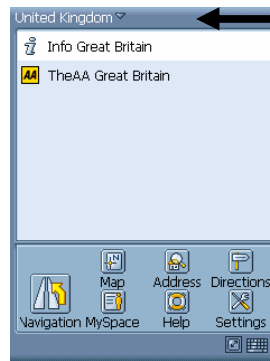 United Kingdom
Info Great Britain
AA TheAA Great Britain
Map Address Directions
Navigation MySpace Help Settings